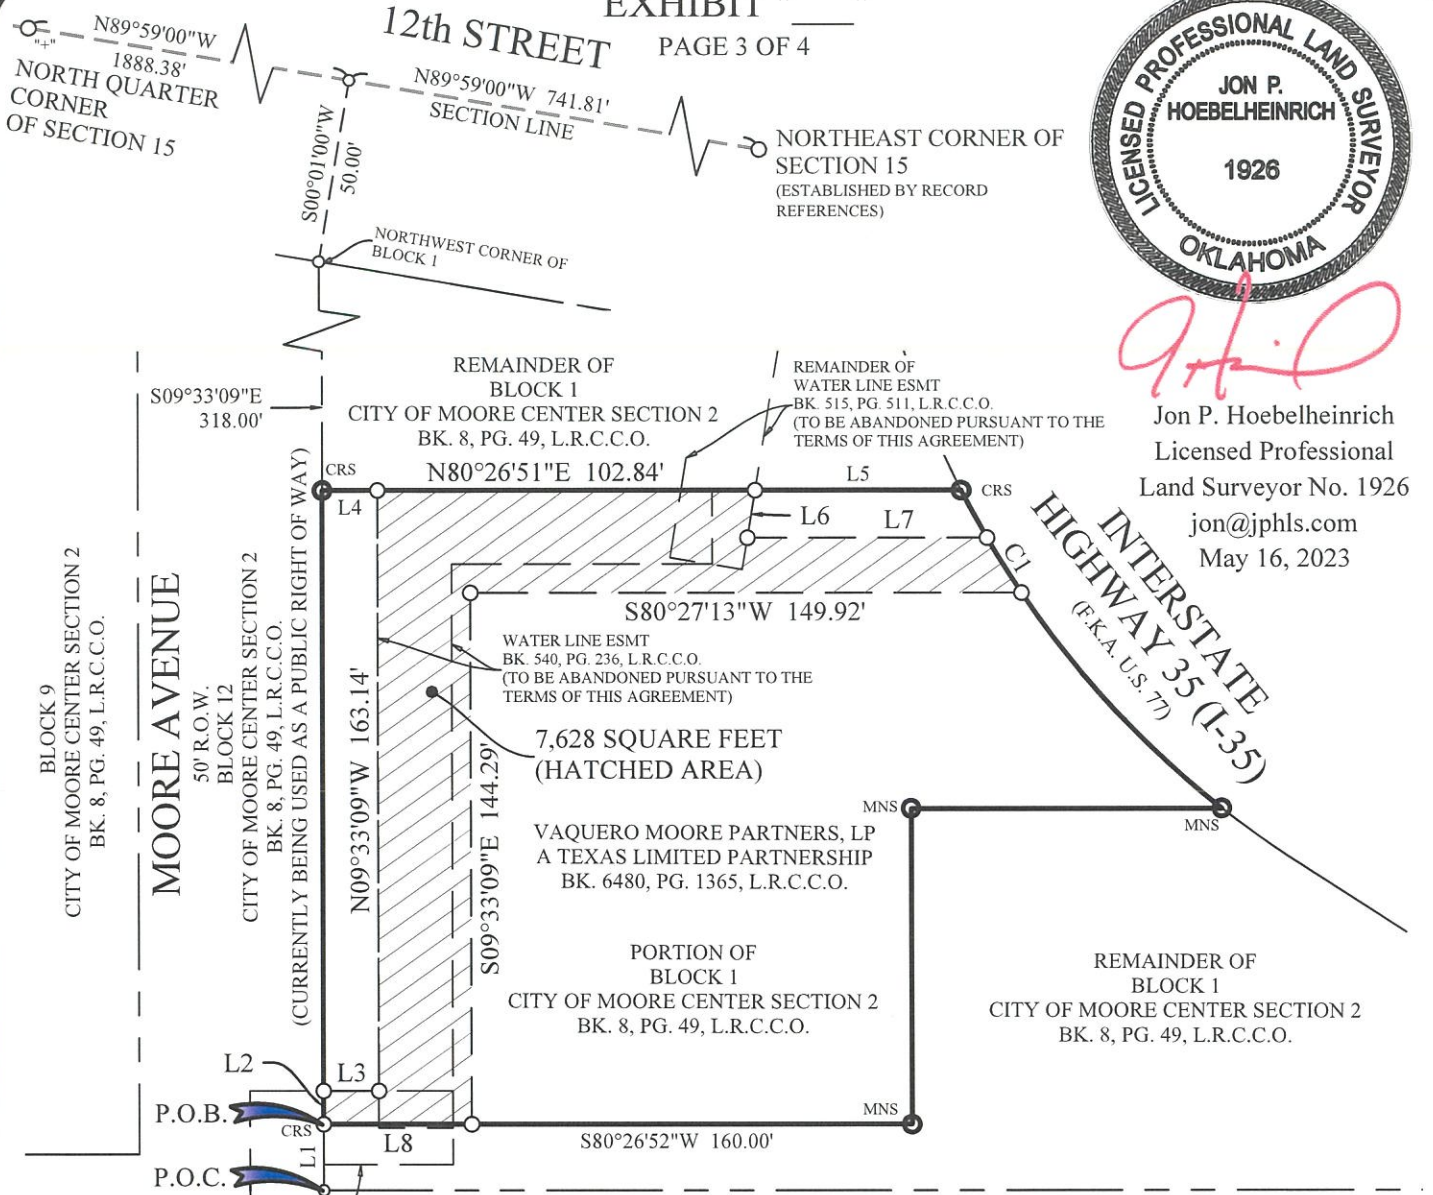 EXHIBIT "____"
PAGE 3 OF 4
12th STREET
N89°59'00"W
1888.38'
"+"
NORTH QUARTER
CORNER
OF SECTION 15
N89°59'00"W 741.81'
SECTION LINE
S00°01'00"W
50.00'
NORTHEAST CORNER OF
SECTION 15
(ESTABLISHED BY RECORD
REFERENCES)
NORTHWEST CORNER OF
BLOCK 1
LICENSED PROFESSIONAL LAND SURVEYOR
JON P.
HOEBELHEINRICH
1926
OKLAHOMA
Jon P. Hoebelheinrich
Licensed Professional
Land Surveyor No. 1926
jon@jphls.com
May 16, 2023
S09°33'09"E
318.00'
REMAINDER OF
BLOCK 1
CITY OF MOORE CENTER SECTION 2
BK. 8, PG. 49, L.R.C.C.O.
REMAINDER OF
WATER LINE ESMT
BK. 515, PG. 511, L.R.C.C.O.
(TO BE ABANDONED PURSUANT TO THE
TERMS OF THIS AGREEMENT)
CRS
N80°26'51"E 102.84'
L5
CRS
L4
L6
L7
C1
S80°27'13"W 149.92'
INTERSTATE
HIGHWAY 35 (I-35)
(F.K.A. U.S. 77)
WATER LINE ESMT
BK. 540, PG. 236, L.R.C.C.O.
(TO BE ABANDONED PURSUANT TO THE
TERMS OF THIS AGREEMENT)
7,628 SQUARE FEET
(HATCHED AREA)
BLOCK 9
CITY OF MOORE CENTER SECTION 2
BK. 8, PG. 49, L.R.C.C.O.
MOORE AVENUE
50' R.O.W.
BLOCK 12
CITY OF MOORE CENTER SECTION 2
BK. 8, PG. 49, L.R.C.C.O.
(CURRENTLY BEING USED AS A PUBLIC RIGHT OF WAY)
N09°33'09"W 163.14'
S09°33'09"E 144.29'
MNS
MNS
VAQUERO MOORE PARTNERS, LP
A TEXAS LIMITED PARTNERSHIP
BK. 6480, PG. 1365, L.R.C.C.O.
PORTION OF
BLOCK 1
CITY OF MOORE CENTER SECTION 2
BK. 8, PG. 49, L.R.C.C.O.
REMAINDER OF
BLOCK 1
CITY OF MOORE CENTER SECTION 2
BK. 8, PG. 49, L.R.C.C.O.
L2
L3
P.O.B.
CRS
MNS
L8
S80°26'52"W 160.00'
L1
P.O.C.